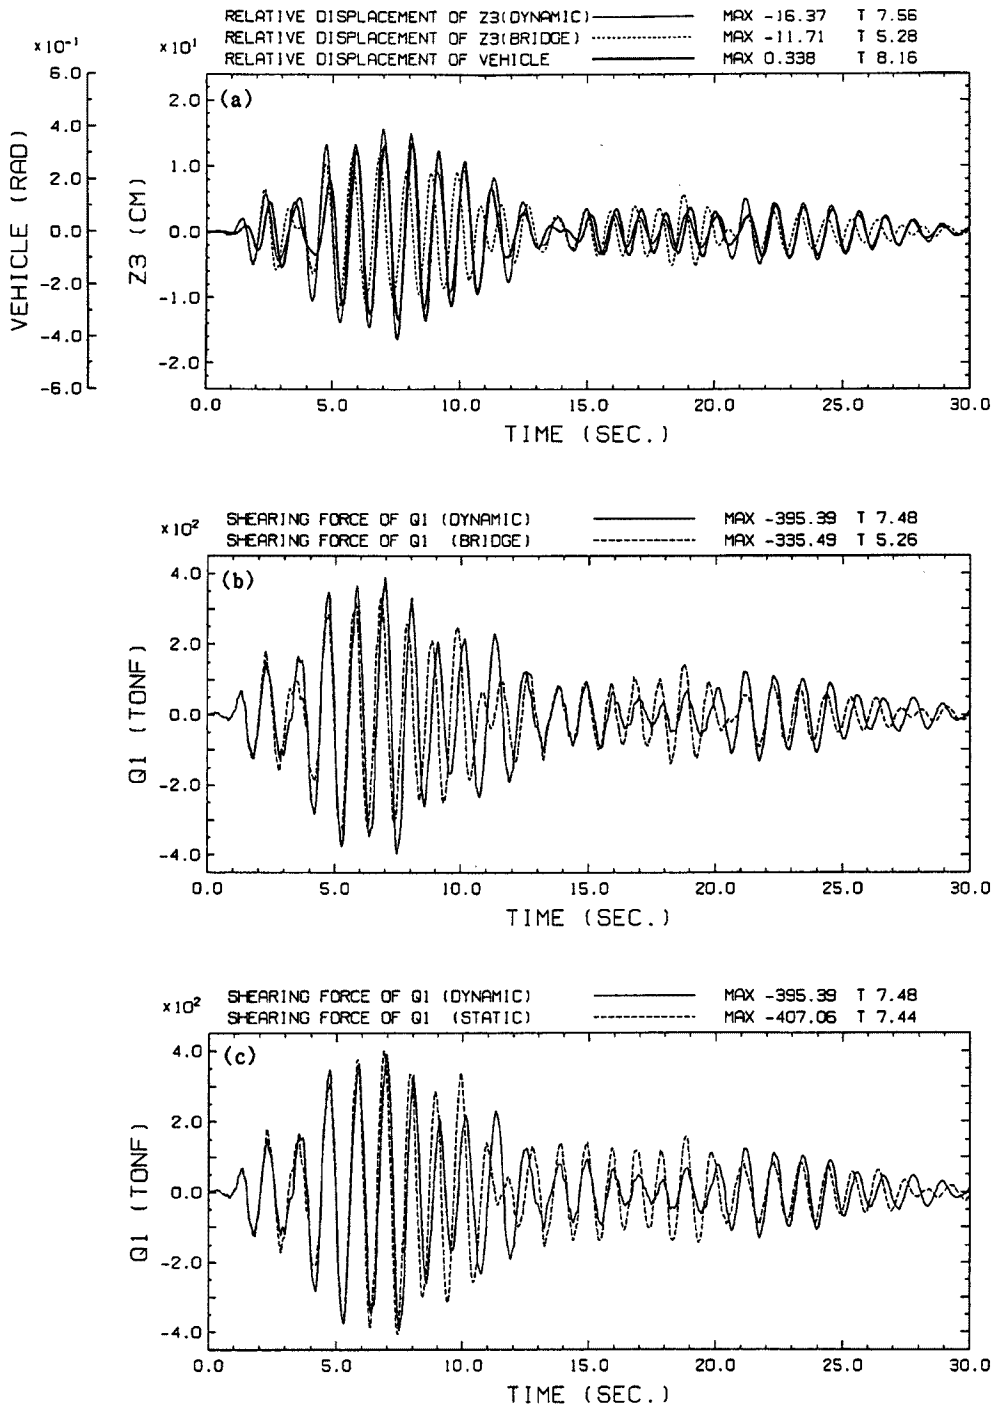 RELATIVE DISPLACEMENT OF Z3(DYNAMIC) MAX -16.37 T 7.56
RELATIVE DISPLACEMENT OF Z3(BRIDGE) MAX -11.71 T 5.28
RELATIVE DISPLACEMENT OF VEHICLE MAX 0.338 T 8.16
×10⁻¹ ×10¹
(a)
6.0
4.0
2.0
0.0
-2.0
-4.0
-6.0
VEHICLE (RAD)
2.0
1.0
0.0
-1.0
-2.0
Z3 (CM)
0.0 5.0 10.0 15.0 20.0 25.0 30.0
TIME (SEC.)
SHEARING FORCE OF Q1 (DYNAMIC) MAX -395.39 T 7.48
SHEARING FORCE OF Q1 (BRIDGE) MAX -335.49 T 5.26
×10²
(b)
4.0
2.0
0.0
-2.0
-4.0
Q1 (TONF)
0.0 5.0 10.0 15.0 20.0 25.0 30.0
TIME (SEC.)
SHEARING FORCE OF Q1 (DYNAMIC) MAX -395.39 T 7.48
SHEARING FORCE OF Q1 (STATIC) MAX -407.06 T 7.44
×10²
(c)
4.0
2.0
0.0
-2.0
-4.0
Q1 (TONF)
0.0 5.0 10.0 15.0 20.0 25.0 30.0
TIME (SEC.)